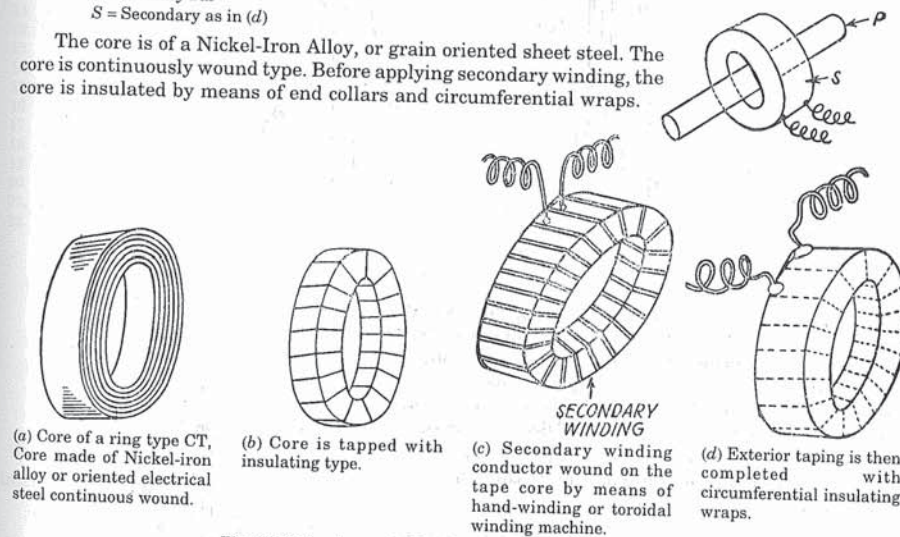 S = Secondary as in (d)
The core is of a Nickel-Iron Alloy, or grain oriented sheet steel. The
core is continuously wound type. Before applying secondary winding, the
core is insulated by means of end collars and circumferential wraps.
P
S
SECONDARY
WINDING
(a) Core of a ring type CT,
Core made of Nickel-iron
alloy or oriented electrical
steel continuous wound.
(b) Core is tapped with
insulating type.
(c) Secondary winding
conductor wound on the
tape core by means of
hand-winding or toroidal
winding machine.
(d) Exterior taping is then
completed with
circumferential insulating
wraps.